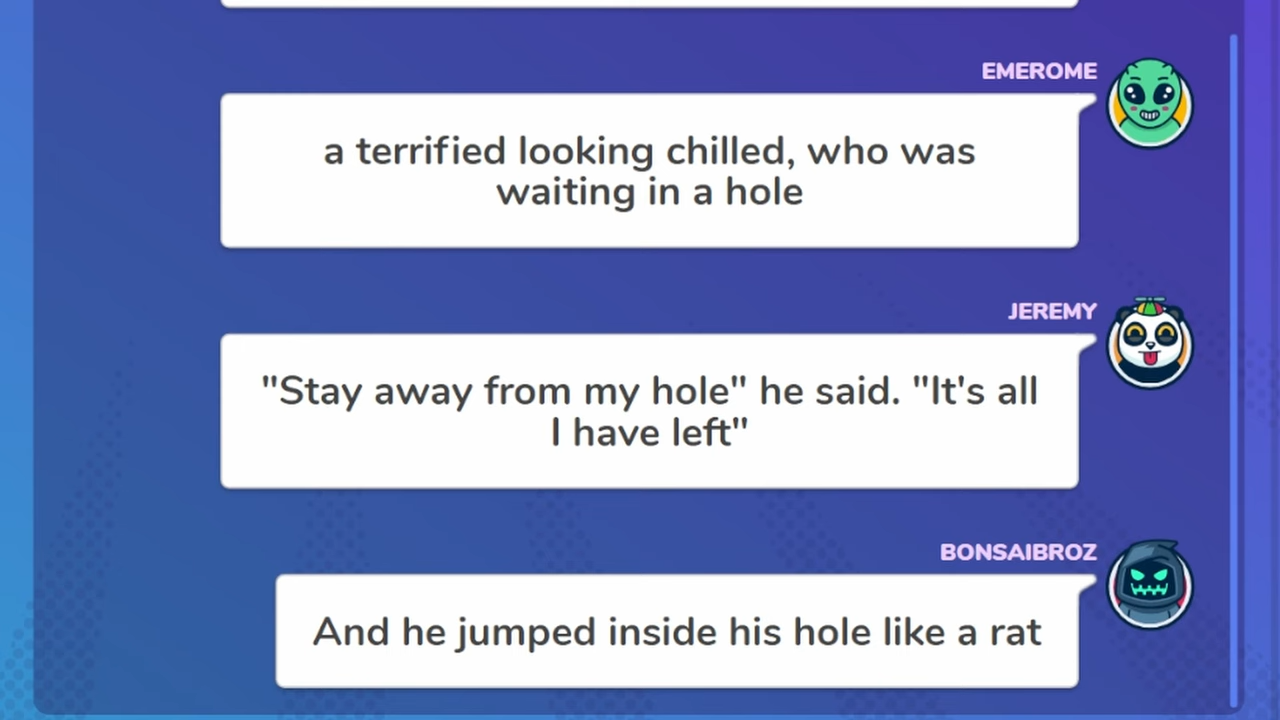 EMEROME
a terrified looking chilled, who was
waiting in a hole
JEREMY
"Stay away from my hole" he said. "It's all
I have left"
BONSAIBROZ
And he jumped inside his hole like a rat